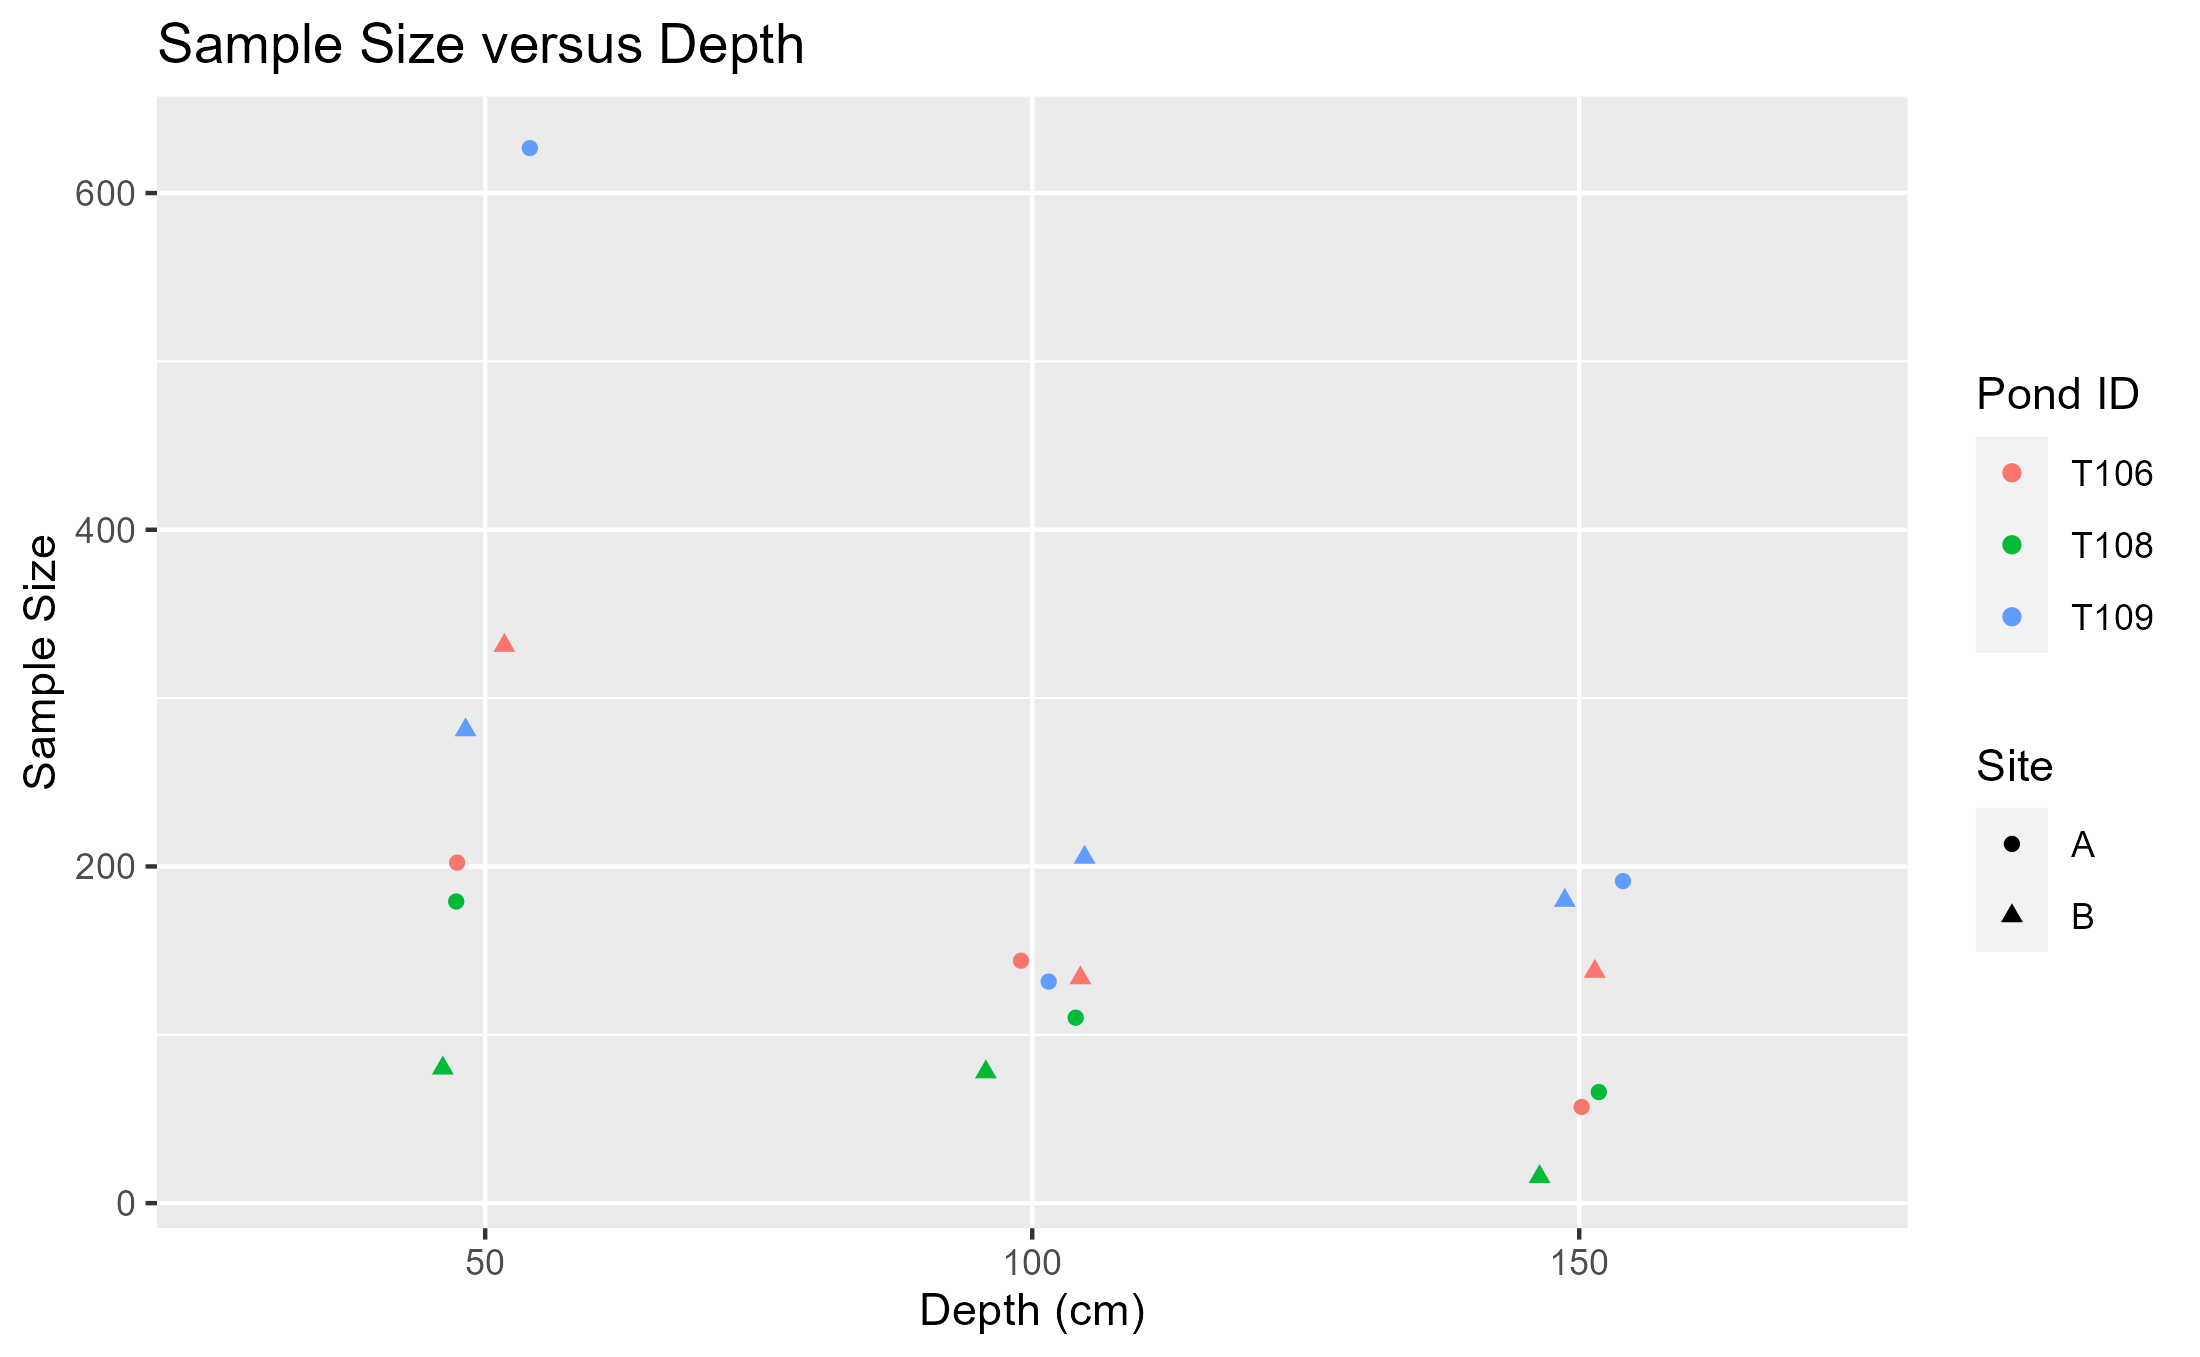 Sample Size versus Depth
600
400
200
0
Sample Size
50
100
150
Depth (cm)
Pond ID
T106
T108
T109
Site
A
B